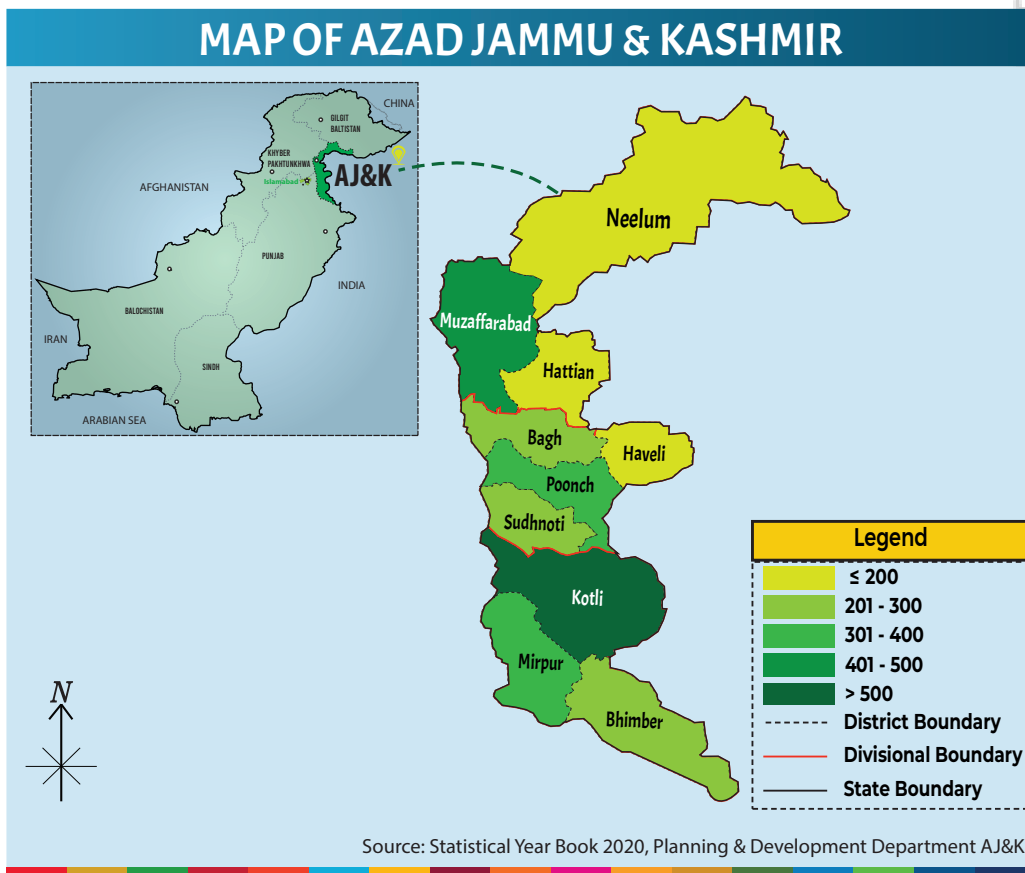 MAP OF AZAD JAMMU & KASHMIR
CHINA
GILGIT
BALTISTAN
KHYBER
PAKHTUNKHWA
Islamabad
AJ&K
AFGHANISTAN
PUNJAB
INDIA
BALOCHISTAN
IRAN
SINDH
ARABIAN SEA
Neelum
Muzaffarabad
Hattian
Bagh
Haveli
Poonch
Sudhnoti
Kotli
Mirpur
Bhimber
N
Legend
≤ 200
201 - 300
301 - 400
401 - 500
> 500
District Boundary
Divisional Boundary
State Boundary
Source: Statistical Year Book 2020, Planning & Development Department AJ&K